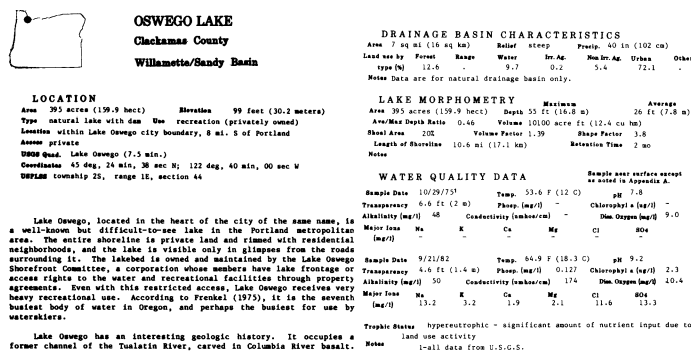 OSWEGO LAKE
Clackamas County
Willamette/Sandy Basin
LOCATION
Area 395 acres (159.9 hect) Elevation 99 feet (30.2 meters)
Type natural lake with dam Use recreation (privately owned)
Location within Lake Oswego city boundary, 8 mi. S of Portland
Access private
USGS Quad. Lake Oswego (7.5 min.)
Coordinates 45 deg, 24 min, 38 sec N; 122 deg, 40 min, 00 sec W
USPLSS township 2S, range 1E, section 44
Lake Oswego, located in the heart of the city of the same name, is
a well-known but difficult-to-see lake in the Portland metropolitan
area. The entire shoreline is private land and rimmed with residential
neighborhoods, and the lake is visible only in glimpses from the roads
surrounding it. The lakebed is owned and maintained by the Lake Oswego
Shorefront Committee, a corporation whose members have lake frontage or
access rights to the water and recreational facilities through property
agreements. Even with this restricted access, Lake Oswego receives very
heavy recreational use. According to Frenkel (1975), it is the seventh
busiest body of water in Oregon, and perhaps the busiest for use by
waterskiers.
Lake Oswego has an interesting geologic history. It occupies a
former channel of the Tualatin River, carved in Columbia River basalt.
DRAINAGE BASIN CHARACTERISTICS
Area 7 sq mi (16 sq km) Relief steep Precip. 40 in (102 cm)
Land use by Forest Range Water Irr. Ag. Non Irr. Ag. Urban Other
type (%) 12.6 - 9.7 0.2 5.4 72.1 -
Notes Data are for natural drainage basin only.
LAKE MORPHOMETRY Maximum Average
Area 395 acres (159.9 hect) Depth 55 ft (16.8 m) 26 ft (7.8 m)
Ave/Max Depth Ratio 0.46 Volume 10100 acre ft (12.4 cu hm)
Shoal Area 20% Volume Factor 1.39 Shape Factor 3.8
Length of Shoreline 10.6 mi (17.1 km) Retention Time 2 mo
Notes
WATER QUALITY DATA Sample near surface except
as noted in Appendix A.
Sample Date 10/29/75¹ Temp. 53.6 F (12 C) pH 7.8
Transparency 6.6 ft (2 m) Phosp. (mg/l) - Chlorophyl a (ug/l) -
Alkalinity (mg/l) 48 Conductivity (umhos/cm) - Diss. Oxygen (mg/l) 9.0
Major Ions Na K Ca Mg Cl SO4
(mg/l) - - - - - -
Sample Date 9/21/82 Temp. 64.9 F (18.3 C) pH 9.2
Transparency 4.6 ft (1.4 m) Phosp. (mg/l) 0.127 Chlorophyl a (ug/l) 2.3
Alkalinity (mg/l) 50 Conductivity (umhos/cm) 174 Diss. Oxygen (mg/l) 10.4
Major Ions Na K Ca Mg Cl SO4
(mg/l) 13.2 3.2 1.9 2.1 11.6 13.3
Trophic Status hypereutrophic - significant amount of nutrient input due to
land use activity
Notes 1-all data from U.S.G.S.